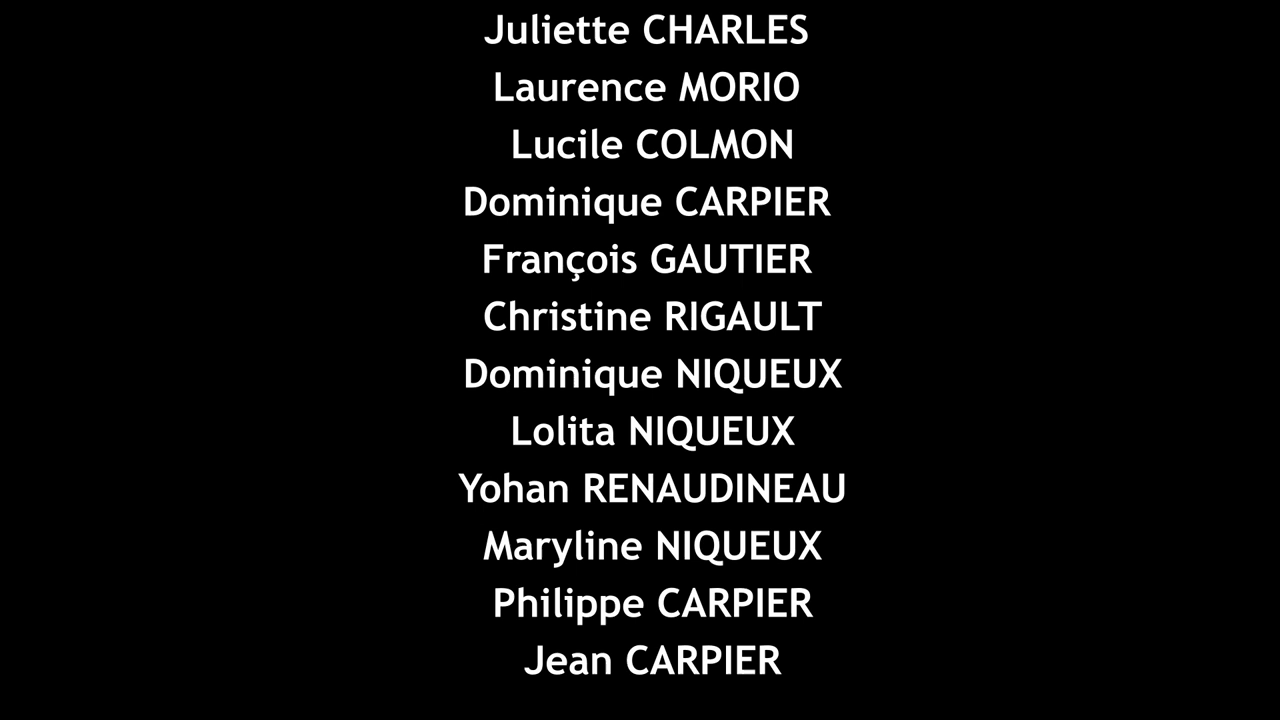 Juliette CHARLES
Laurence MORIO
Lucile COLMON
Dominique CARPIER
François GAUTIER
Christine RIGAULT
Dominique NIQUEUX
Lolita NIQUEUX
Yohan RENAUDINEAU
Maryline NIQUEUX
Philippe CARPIER
Jean CARPIER